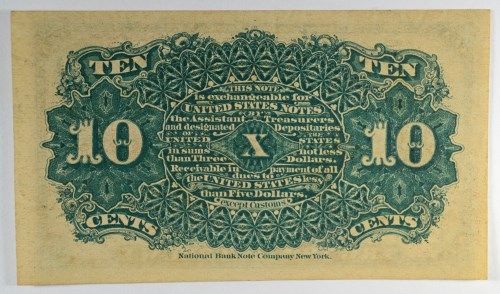 TEN
TEN
THIS NOTE
is exchangeable for
UNITED STATES NOTES
BY
the Assistant Treasurers
and designated Depositaries
OF THE
UNITED STATES
10 X 10
in sums not less
than Three Dollars.
Receivable in payment of all
dues to
the UNITED STATES less
than Five Dollars.
except Customs
CENTS
CENTS
National Bank Note Company New York.